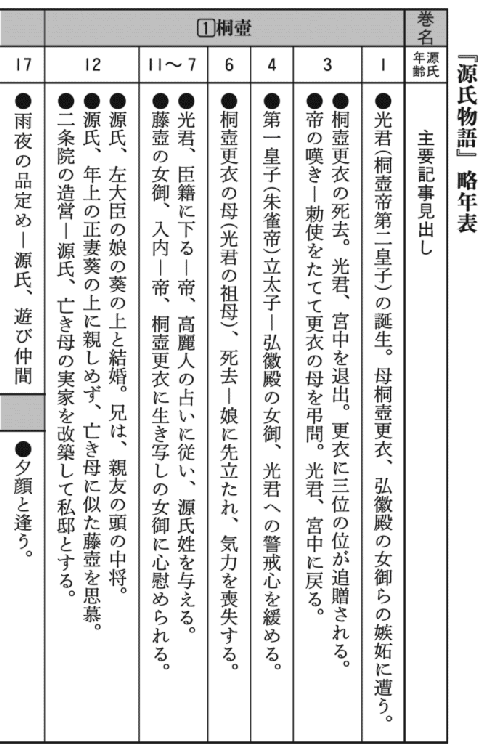 『源氏物語』 略年表
巻名
源氏年齢
主要記事見出し
1桐壺
1
●光君(桐壺帝第二皇子)の誕生。母桐壺更衣、弘徽殿の女御らの嫉妬に遭う。
3
●桐壺更衣の死去。光君、宮中を退出。更衣に三位の位が追贈される。
●帝の嘆き―勅使をたてて更衣の母を弔問。光君、宮中に戻る。
4
●第一皇子(朱雀帝)立太子―弘徽殿の女御、光君への警戒心を緩める。
6
●桐壺更衣の母(光君の祖母)、死去―娘に先立たれ、気力を喪失する。
11〜7
●光君、臣籍に下る―帝、高麗人の占いに従い、源氏姓を与える。
●藤壺の女御、入内―帝、桐壺更衣に生き写しの女御に心慰められる。
12
●源氏、左大臣の娘の葵の上と結婚。兄は、親友の頭の中将。
●源氏、年上の正妻葵の上に親しめず、亡き母に似た藤壺を思慕。
●二条院の造営―源氏、亡き母の実家を改築して私邸とする。
17
●雨夜の品定め―源氏、遊び仲間
●夕顔と逢う。